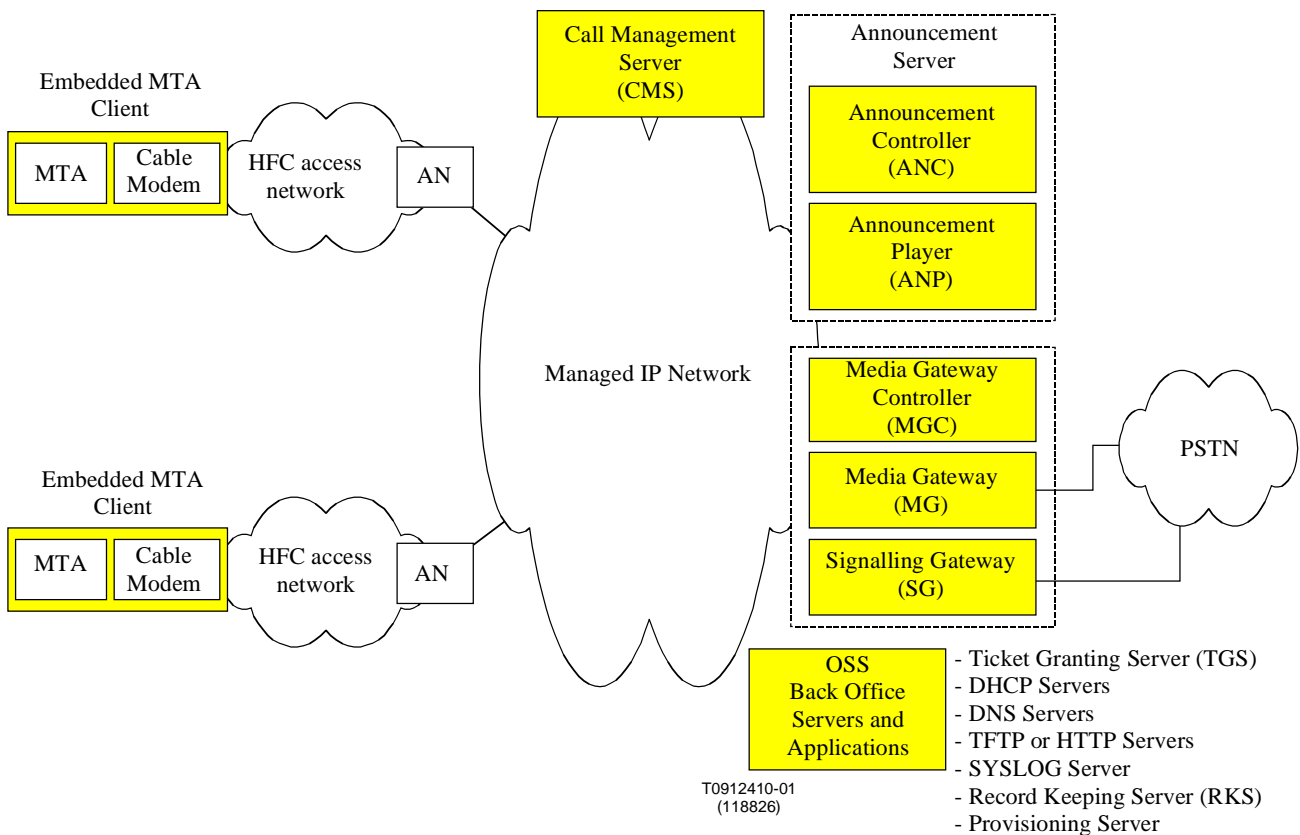 Call Management
Server
(CMS)
Announcement
Server
Announcement
Controller
(ANC)
Announcement
Player
(ANP)
Embedded MTA
Client
MTA
Cable
Modem
HFC access
network
AN
Managed IP Network
Media Gateway
Controller
(MGC)
Media Gateway
(MG)
Signalling Gateway
(SG)
PSTN
Embedded MTA
Client
MTA
Cable
Modem
HFC access
network
AN
OSS
Back Office
Servers and
Applications
- Ticket Granting Server (TGS)
- DHCP Servers
- DNS Servers
- TFTP or HTTP Servers
- SYSLOG Server
- Record Keeping Server (RKS)
- Provisioning Server
T0912410-01
(118826)